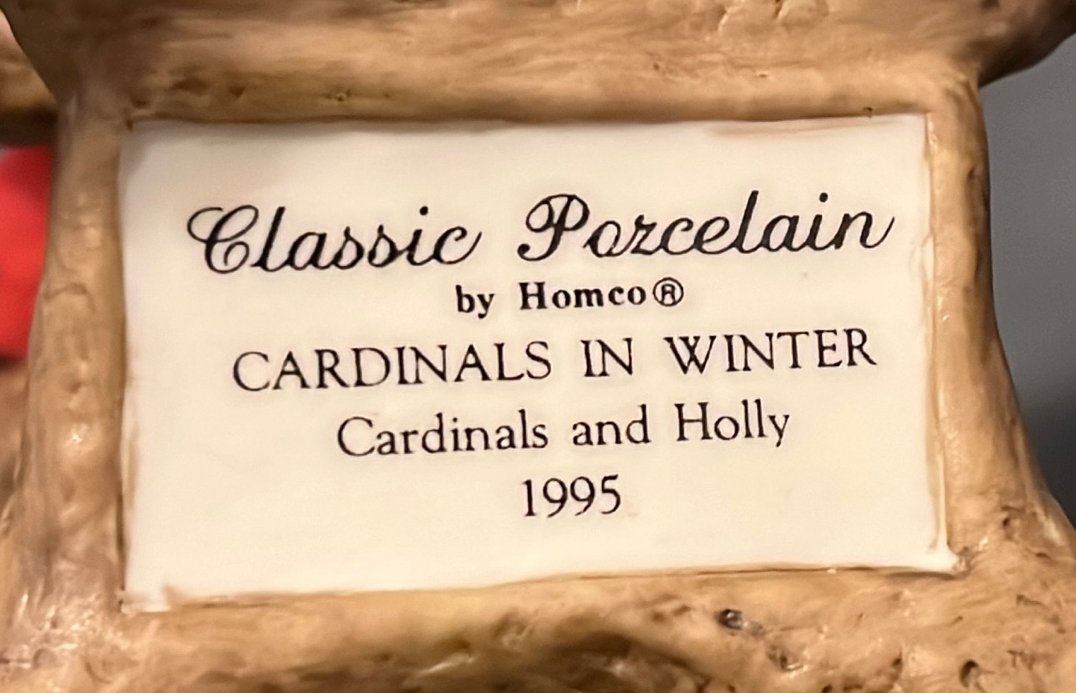 Classic Porcelain
by Homco®
CARDINALS IN WINTER
Cardinals and Holly
1995